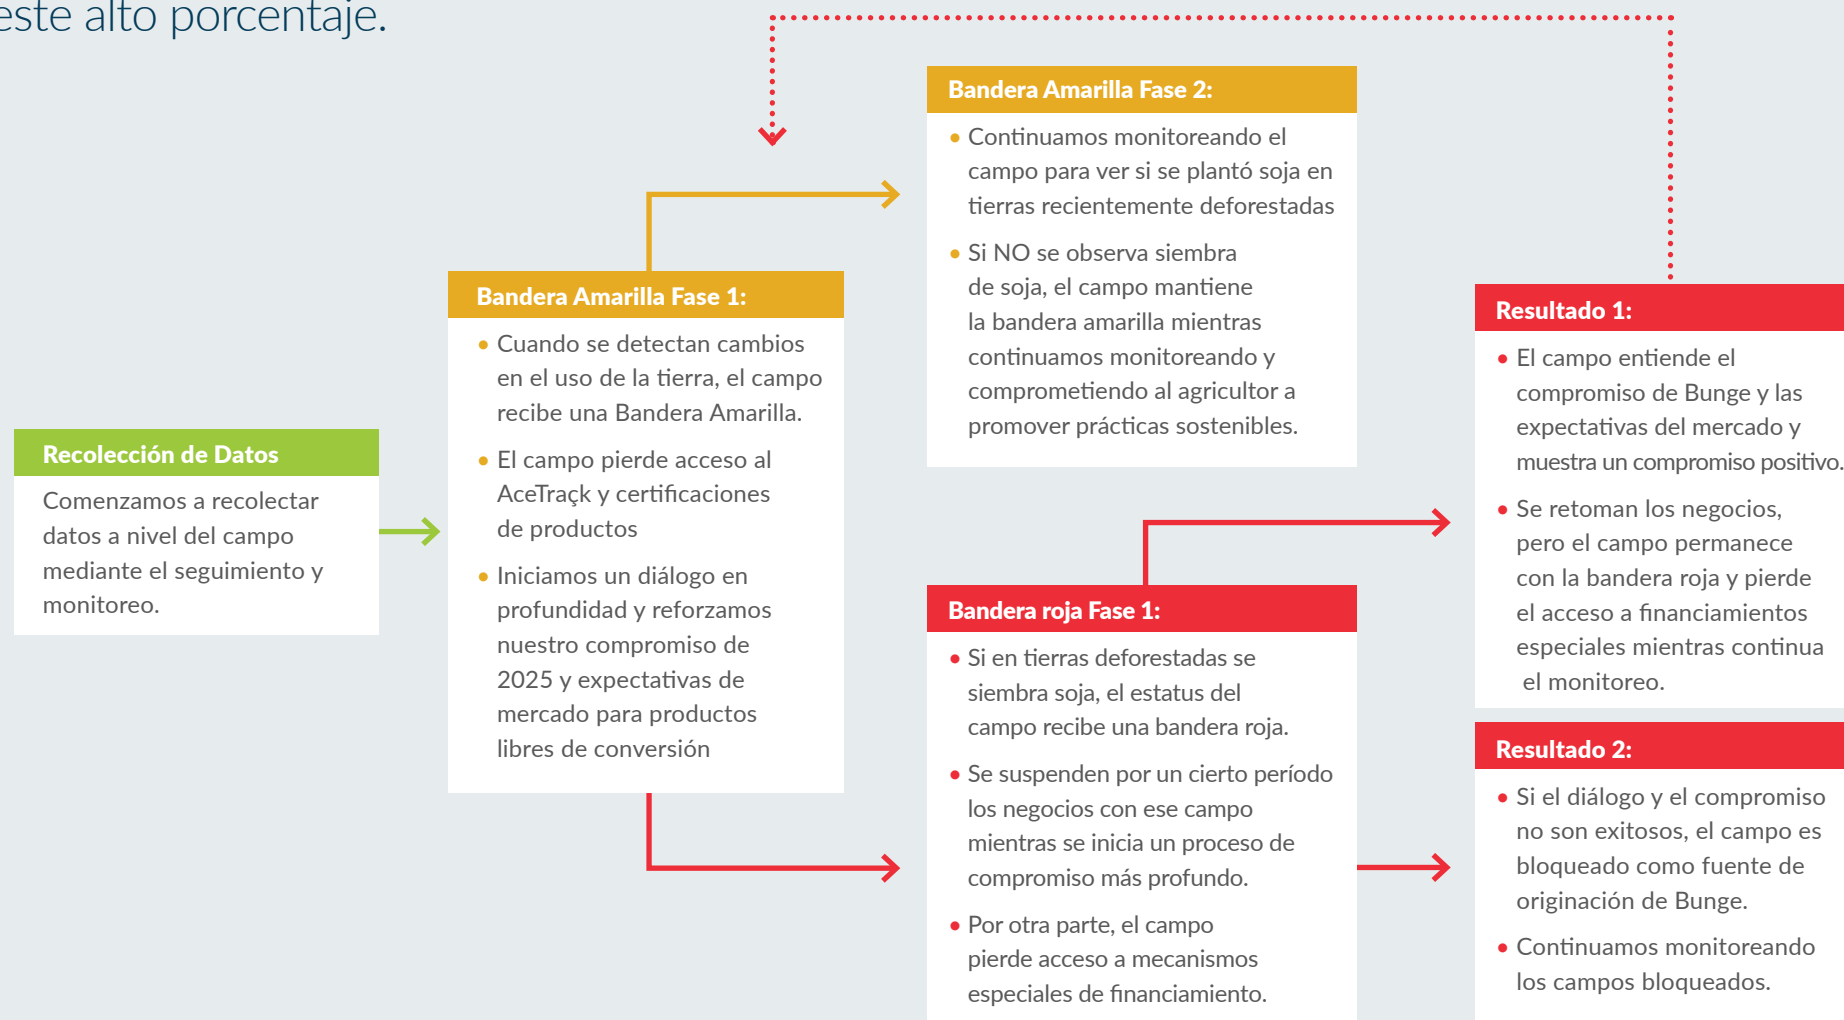 este alto porcentaje.
Recolección de Datos
Comenzamos a recolectar
datos a nivel del campo
mediante el seguimiento y
monitoreo.
Bandera Amarilla Fase 1:
• Cuando se detectan cambios
en el uso de la tierra, el campo
recibe una Bandera Amarilla.
• El campo pierde acceso al
AceTraçk y certificaciones
de productos
• Iniciamos un diálogo en
profundidad y reforzamos
nuestro compromiso de
2025 y expectativas de
mercado para productos
libres de conversión
Bandera Amarilla Fase 2:
• Continuamos monitoreando el
campo para ver si se plantó soja en
tierras recientemente deforestadas
• Si NO se observa siembra
de soja, el campo mantiene
la bandera amarilla mientras
continuamos monitoreando y
comprometiendo al agricultor a
promover prácticas sostenibles.
Bandera roja Fase 1:
• Si en tierras deforestadas se
siembra soja, el estatus del
campo recibe una bandera roja.
• Se suspenden por un cierto período
los negocios con ese campo
mientras se inicia un proceso de
compromiso más profundo.
• Por otra parte, el campo
pierde acceso a mecanismos
especiales de financiamiento.
Resultado 1:
• El campo entiende el
compromiso de Bunge y las
expectativas del mercado y
muestra un compromiso positivo.
• Se retoman los negocios,
pero el campo permanece
con la bandera roja y pierde
el acceso a financiamientos
especiales mientras continua
el monitoreo.
Resultado 2:
• Si el diálogo y el compromiso
no son exitosos, el campo es
bloqueado como fuente de
originación de Bunge.
• Continuamos monitoreando
los campos bloqueados.